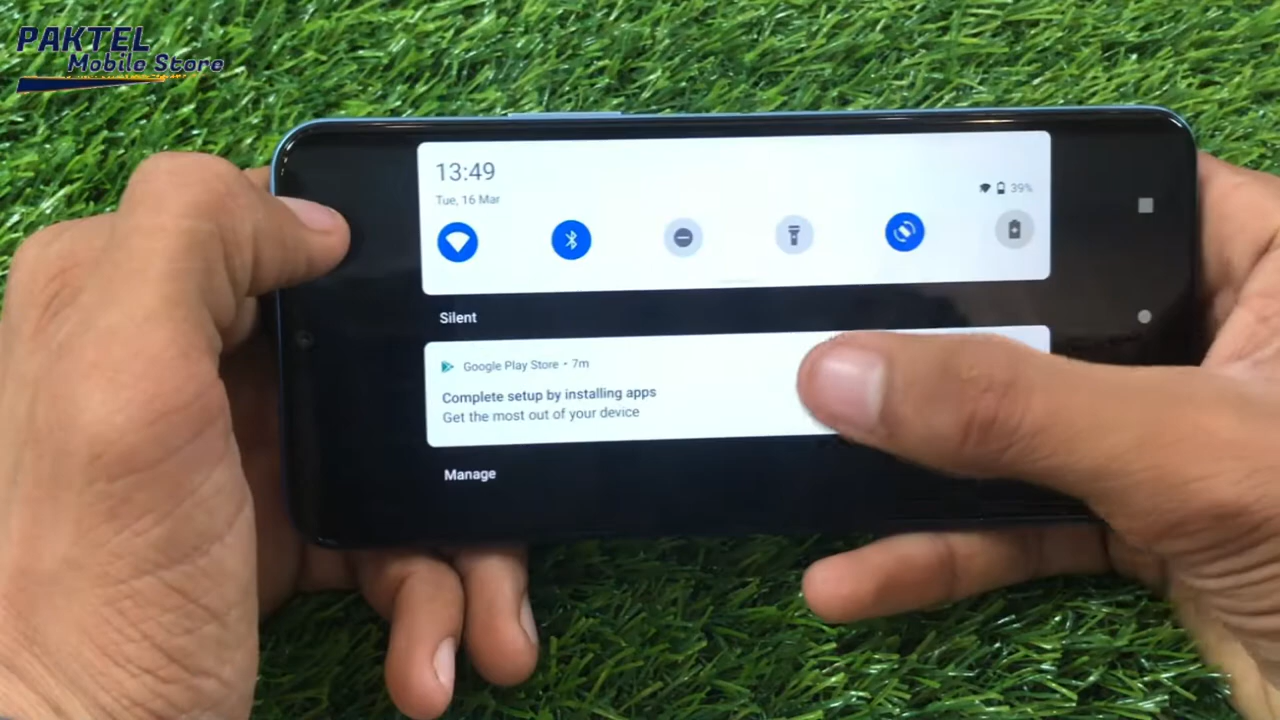 PAKTEL
Mobile Store
13:49
Tue, 16 Mar
39%
Silent
Google Play Store • 7m
Complete setup by installing apps
Get the most out of your device
Manage